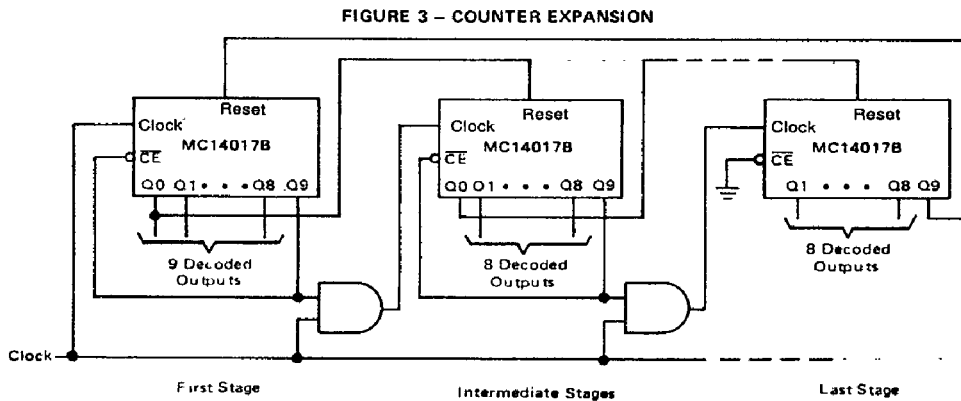 FIGURE 3 – COUNTER EXPANSION
Reset
Clock
MC14017B
CE
Q0 Q1 • • • Q8 Q9
9 Decoded
Outputs
Reset
Clock
MC14017B
CE
Q0 Q1 • • • Q8 Q9
8 Decoded
Outputs
Reset
Clock
MC14017B
CE
Q1 • • • Q8 Q9
8 Decoded
Outputs
Clock
First Stage
Intermediate Stages
Last Stage